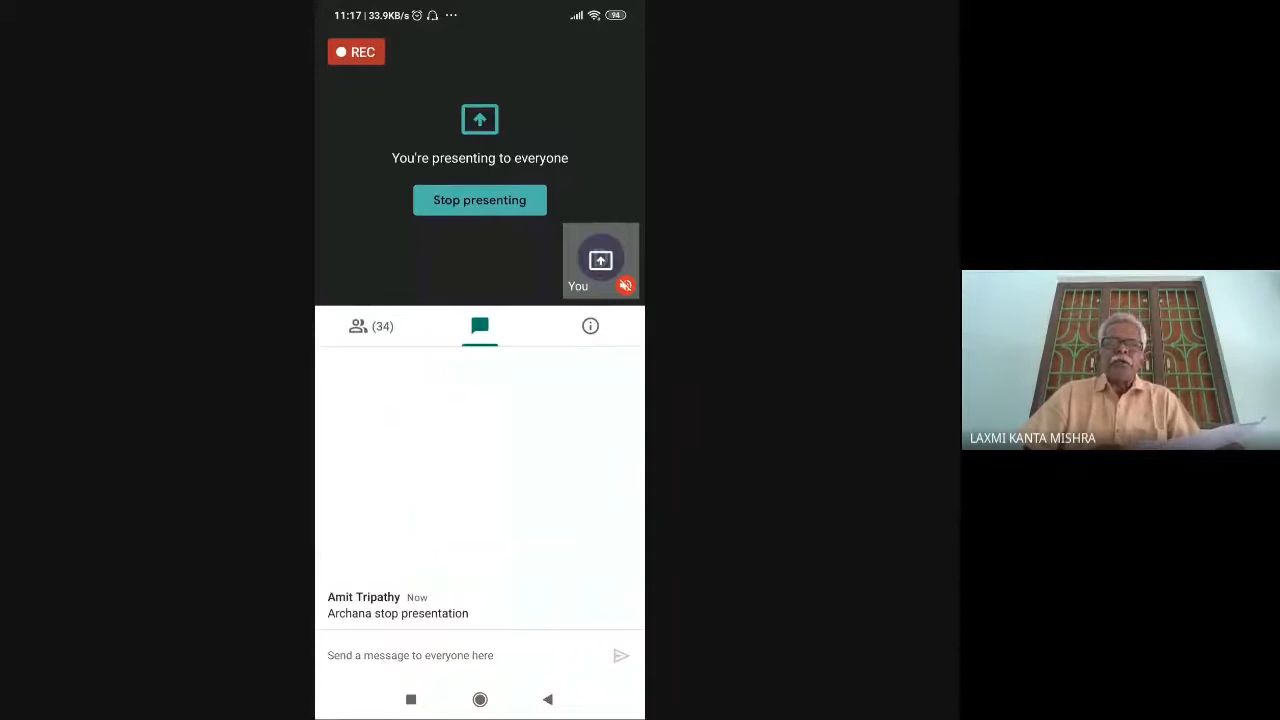 11:17 | 33.9KB/s ... 94
REC
You're presenting to everyone
Stop presenting
You
(34)
LAXMI KANTA MISHRA
Amit Tripathy Now
Archana stop presentation
Send a message to everyone here